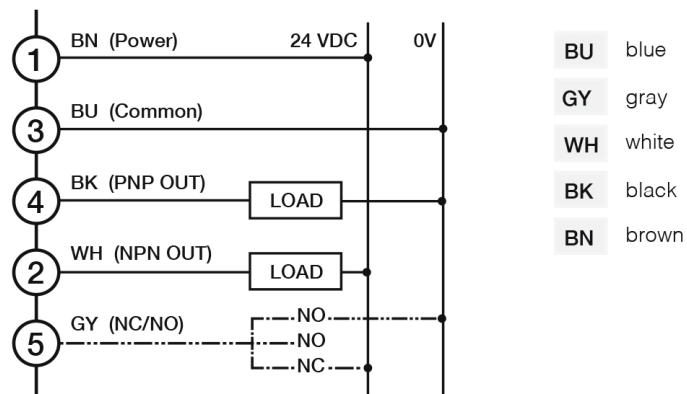 1 BN (Power) 24 VDC 0V
3 BU (Common)
4 BK (PNP OUT) LOAD
2 WH (NPN OUT) LOAD
5 GY (NC/NO)
NO
NO
NC
BU blue
GY gray
WH white
BK black
BN brown